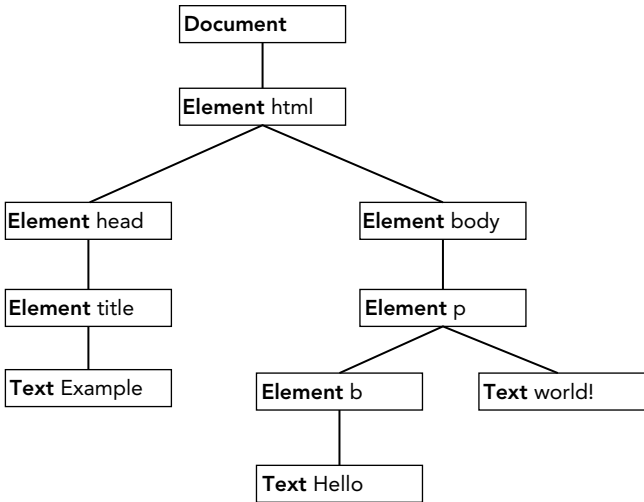 Document
Element html
Element head
Element body
Element title
Element p
Text Example
Element b
Text world!
Text Hello